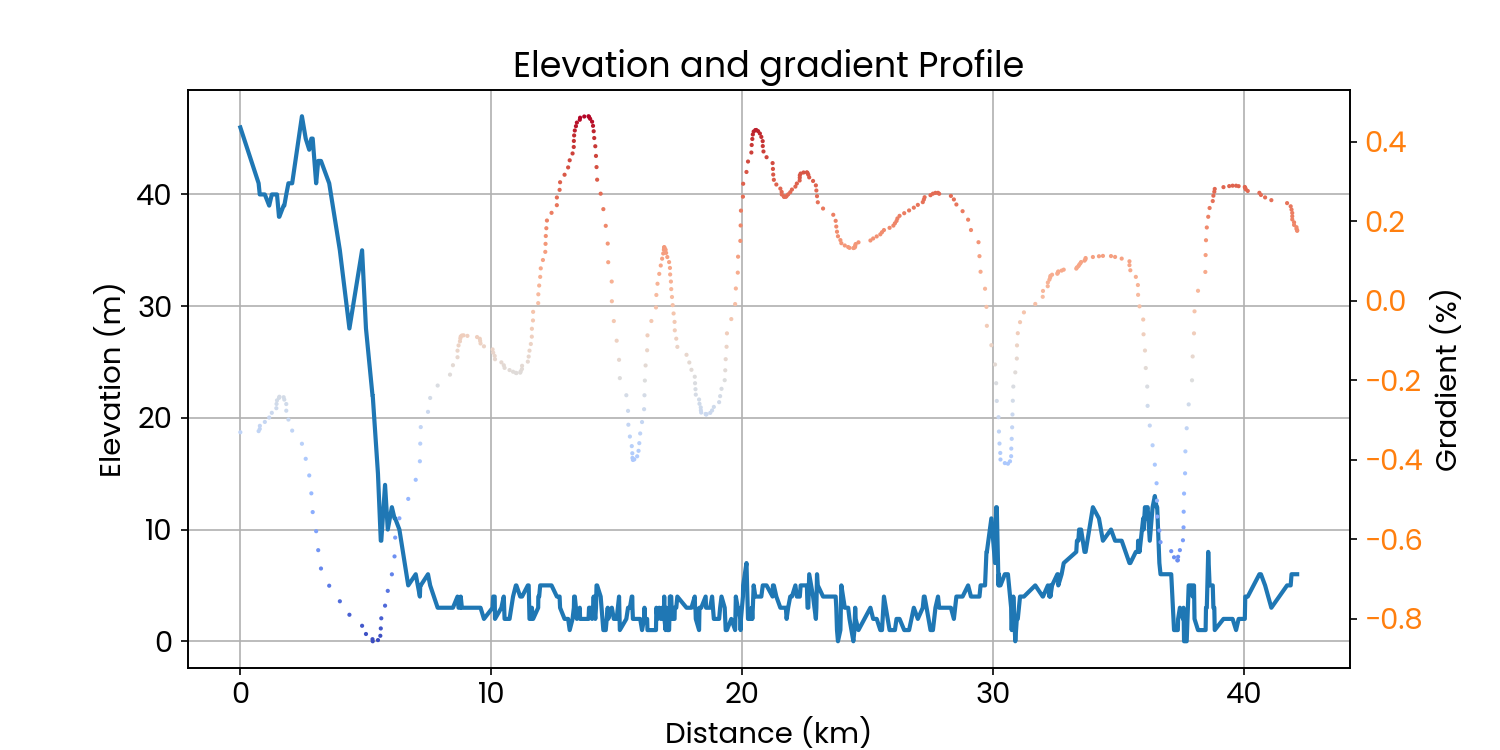 Elevation and gradient Profile
Elevation (m)
40
30
20
10
0
0.4
0.2
0.0
−0.2
−0.4
−0.6
−0.8
Gradient (%)
0 10 20 30 40
Distance (km)